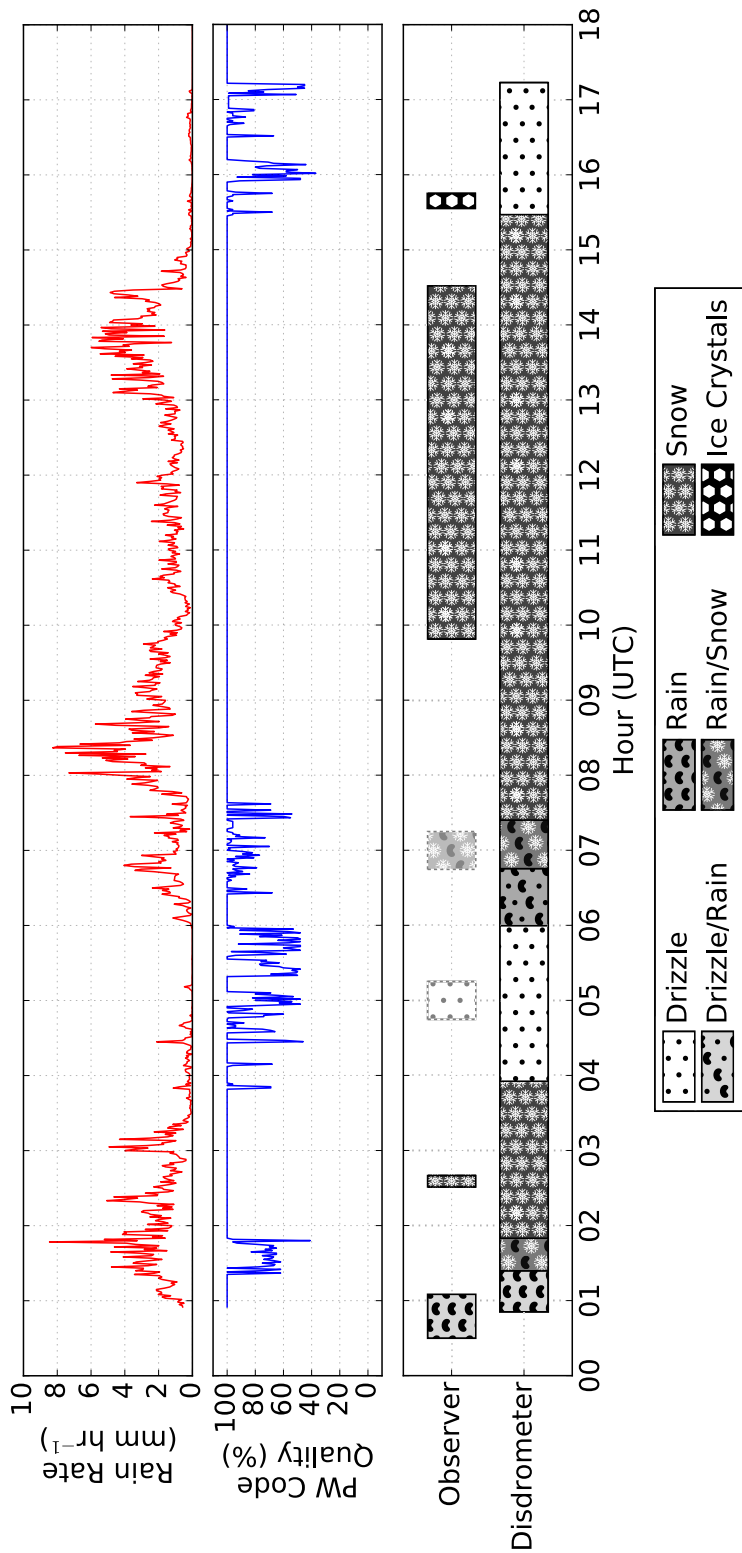 10
8
6
4
2
0
Rain Rate
(mm hr⁻¹)
100
80
60
40
20
0
PW Code
Quality (%)
Observer
Disdrometer
00
01
02
03
04
05
06
07
08
09
10
11
12
13
14
15
16
17
18
Hour (UTC)
Drizzle
Rain
Snow
Drizzle/Rain
Rain/Snow
Ice Crystals